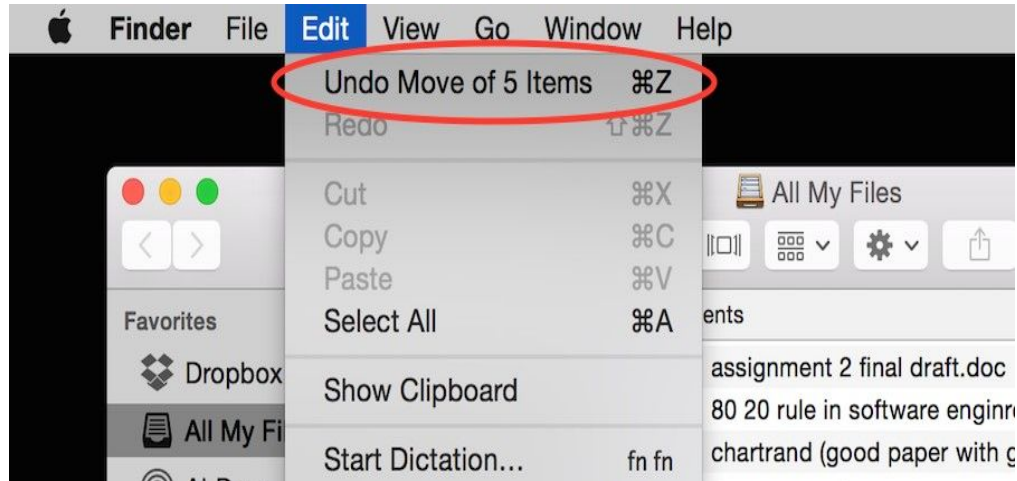 Finder File Edit View Go Window Help
Undo Move of 5 Items ⌘Z
Redo ⇧⌘Z
Cut ⌘X
Copy ⌘C
Paste ⌘V
Select All ⌘A
Show Clipboard
Start Dictation... fn fn
All My Files
Favorites
Dropbox
All My Fi
ents
assignment 2 final draft.doc
80 20 rule in software enginre
chartrand (good paper with g